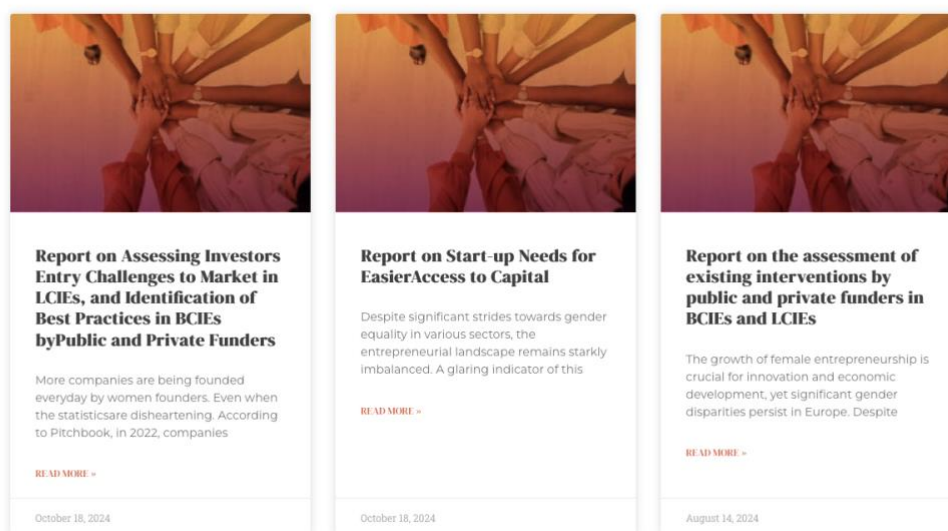 Report on Assessing Investors
Entry Challenges to Market in
LCIEs, and Identification of
Best Practices in BCIEs
byPublic and Private Funders
More companies are being founded
everyday by women founders. Even when
the statisticsare disheartening. According
to Pitchbook, in 2022, companies
READ MORE »
October 18, 2024
Report on Start-up Needs for
EasierAccess to Capital
Despite significant strides towards gender
equality in various sectors, the
entrepreneurial landscape remains starkly
imbalanced. A glaring indicator of this
READ MORE »
October 18, 2024
Report on the assessment of
existing interventions by
public and private funders in
BCIEs and LCIEs
The growth of female entrepreneurship is
crucial for innovation and economic
development, yet significant gender
disparities persist in Europe. Despite
READ MORE »
August 14, 2024